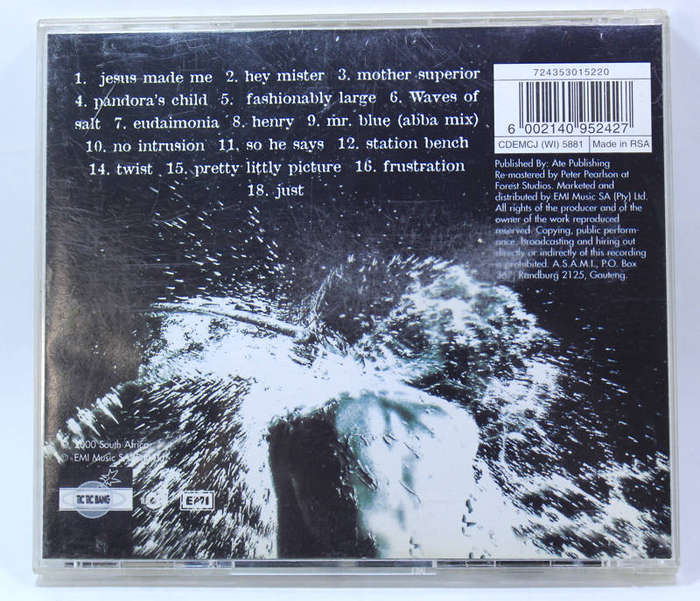 1. jesus made me 2. hey mister 3. mother superior
4. pandora's child 5. fashionably large 6. Waves of
salt 7. eudaimonia 8. henry 9. mr. blue (abba mix)
10. no intrusion 11. so he says 12. station bench
14. twist 15. pretty littly picture 16. frustration
18. just
724353015220
6 002140 952427
CDEMCJ (WI) 5881 Made in RSA
Published By: Ate Publishing
Re-mastered by Peter Pearlson at
Forest Studios. Marketed and
distributed by EMI Music SA (Pty) Ltd.
All rights of the producer and of the
owner of the work reproduced
reserved. Copying, public perform-
ance, broadcasting and hiring out
directly or indirectly of this recording
is prohibited. A.S.A.M.I., P.O. Box
Randburg 2125, Gauteng.
2000 South Africa
EMI Music SA
TIC TIC BANG
EMI